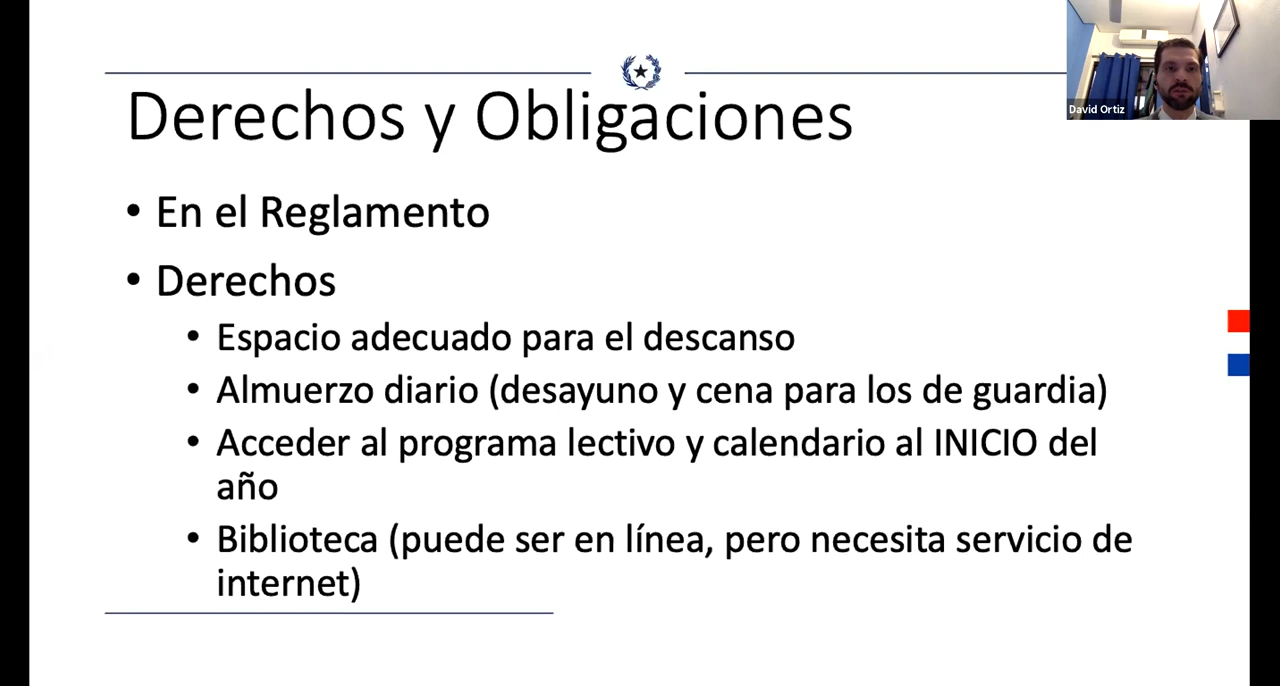 Derechos y Obligaciones
• En el Reglamento
• Derechos
• Espacio adecuado para el descanso
• Almuerzo diario (desayuno y cena para los de guardia)
• Acceder al programa lectivo y calendario al INICIO del
año
• Biblioteca (puede ser en línea, pero necesita servicio de
internet)
David Ortiz